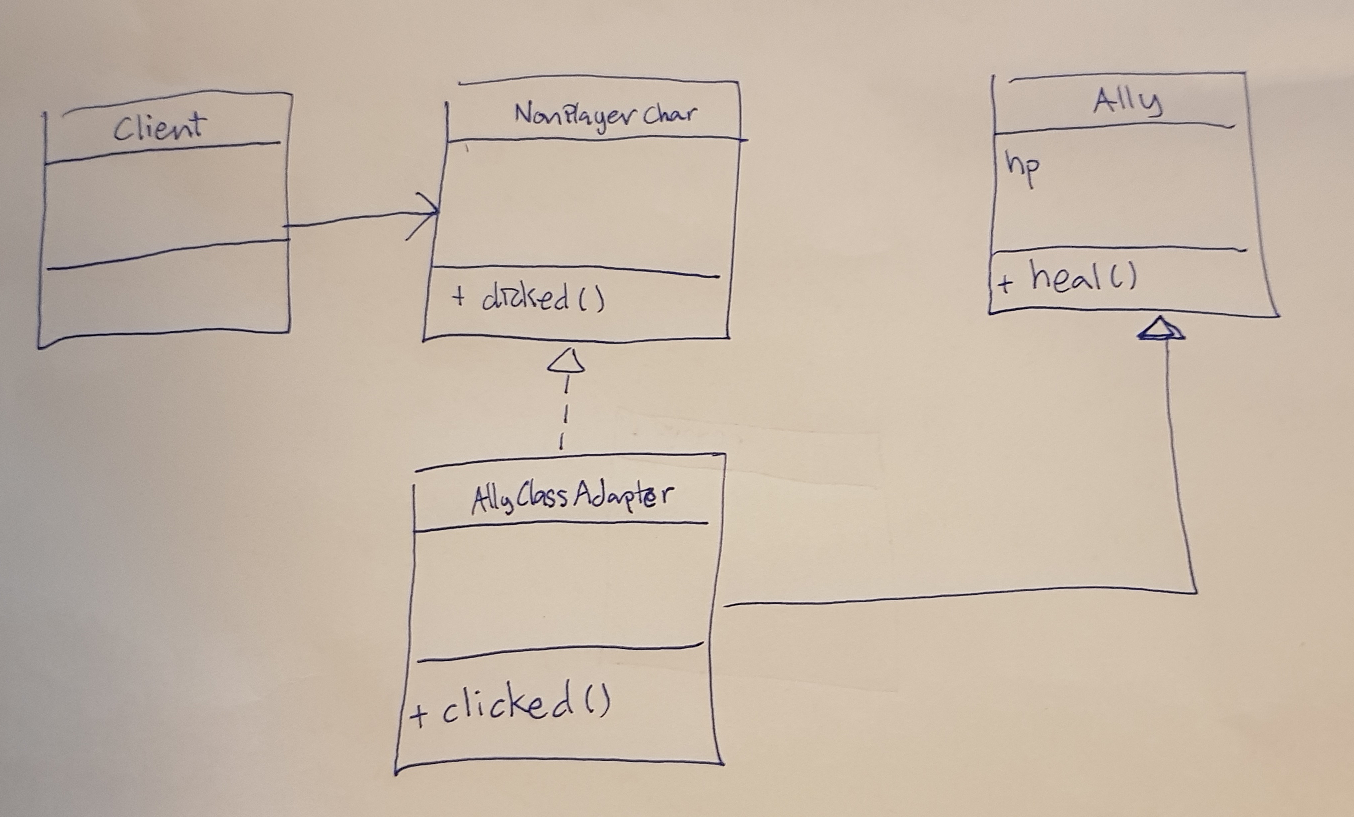 Client
NonPlayerChar
+ clicked()
Ally
hp
+ heal()
AllyClassAdapter
+ clicked()